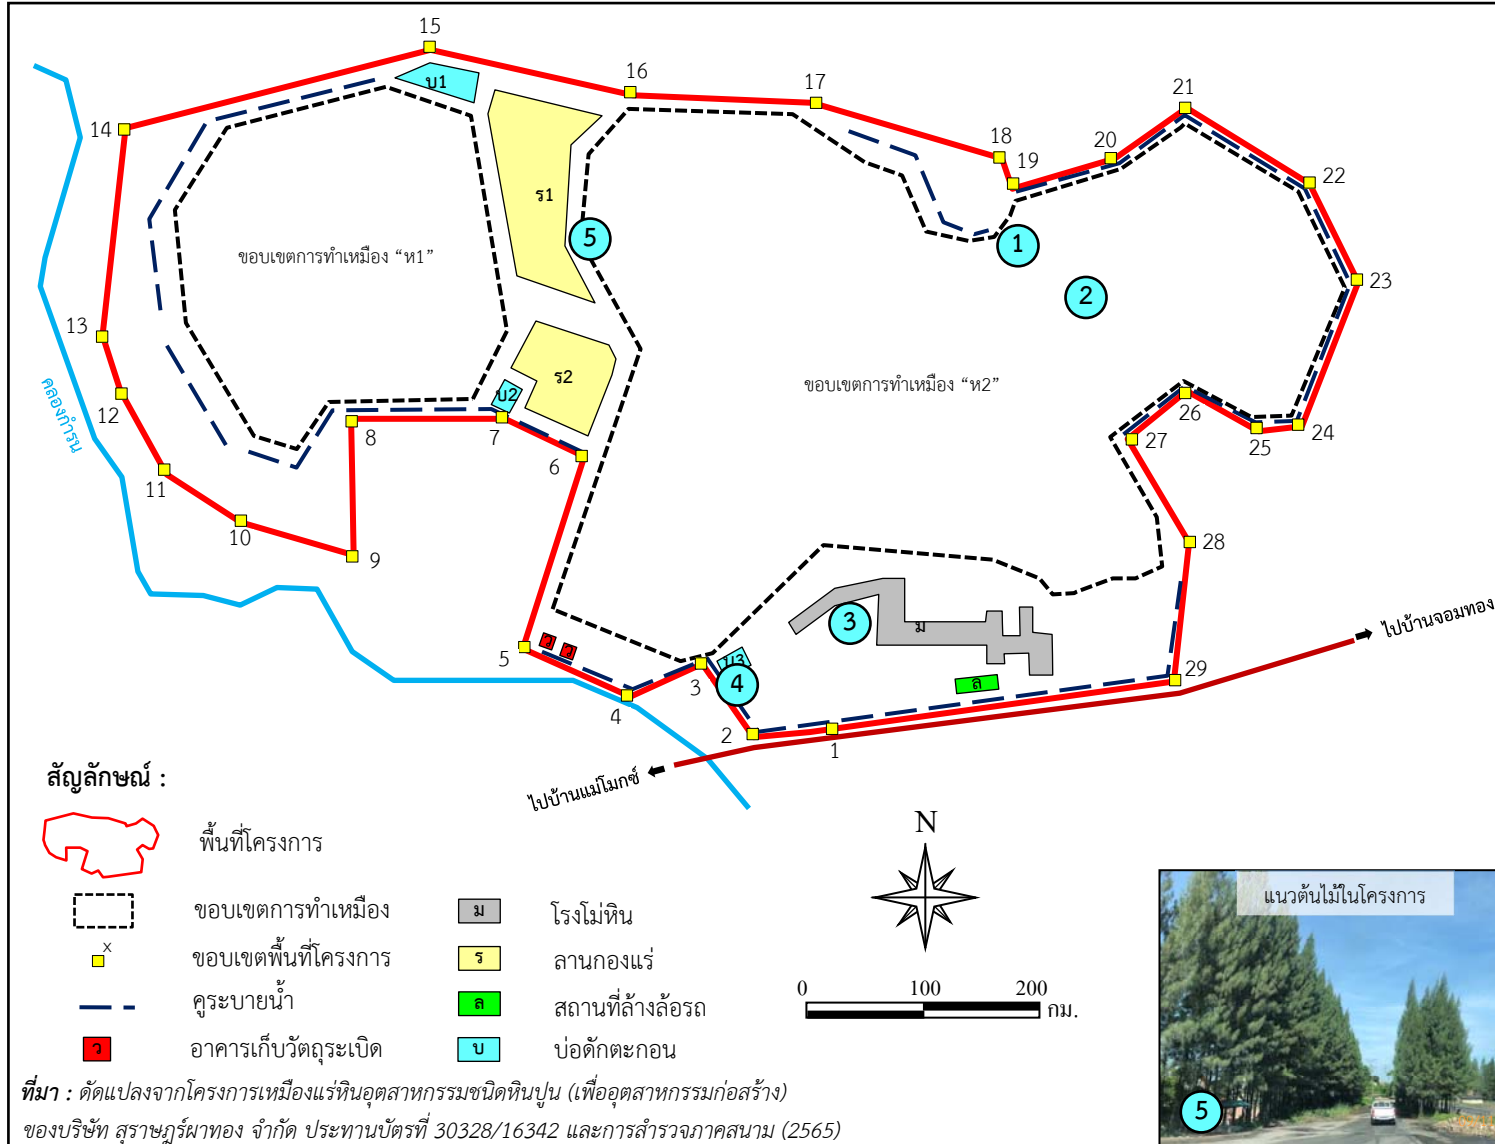 15
16
17
21
14
บ1
18
20
19
22
ร1
5
1
ขอบเขตการทำเหมือง “ห1”
2
23
13
ร2
ขอบเขตการทำเหมือง “ห2”
บ2
12
คลองกำรน
26
8
7
27
25
24
6
11
10
28
9
3
ม
ไปบ้านจอมทอง
5
ว
ว
บ3
3
4
ล
29
4
2
1
ไปบ้านแม่โมกซ์
สัญลักษณ์ :
พื้นที่โครงการ
N
ขอบเขตการทำเหมือง
ม
โรงโม่หิน
แนวต้นไม้ในโครงการ
x
ขอบเขตพื้นที่โครงการ
ร
ลานกองแร่
0 100 200
กม.
คูระบายน้ำ
ล
สถานที่ล้างล้อรถ
ว
อาคารเก็บวัตถุระเบิด
บ
บ่อดักตะกอน
ที่มา : ดัดแปลงจากโครงการเหมืองแร่หินอุตสาหกรรมชนิดหินปูน (เพื่ออุตสาหกรรมก่อสร้าง)
5
ของบริษัท สุราษฎร์ผาทอง จำกัด ประทานบัตรที่ 30328/16342 และการสำรวจภาคสนาม (2565)